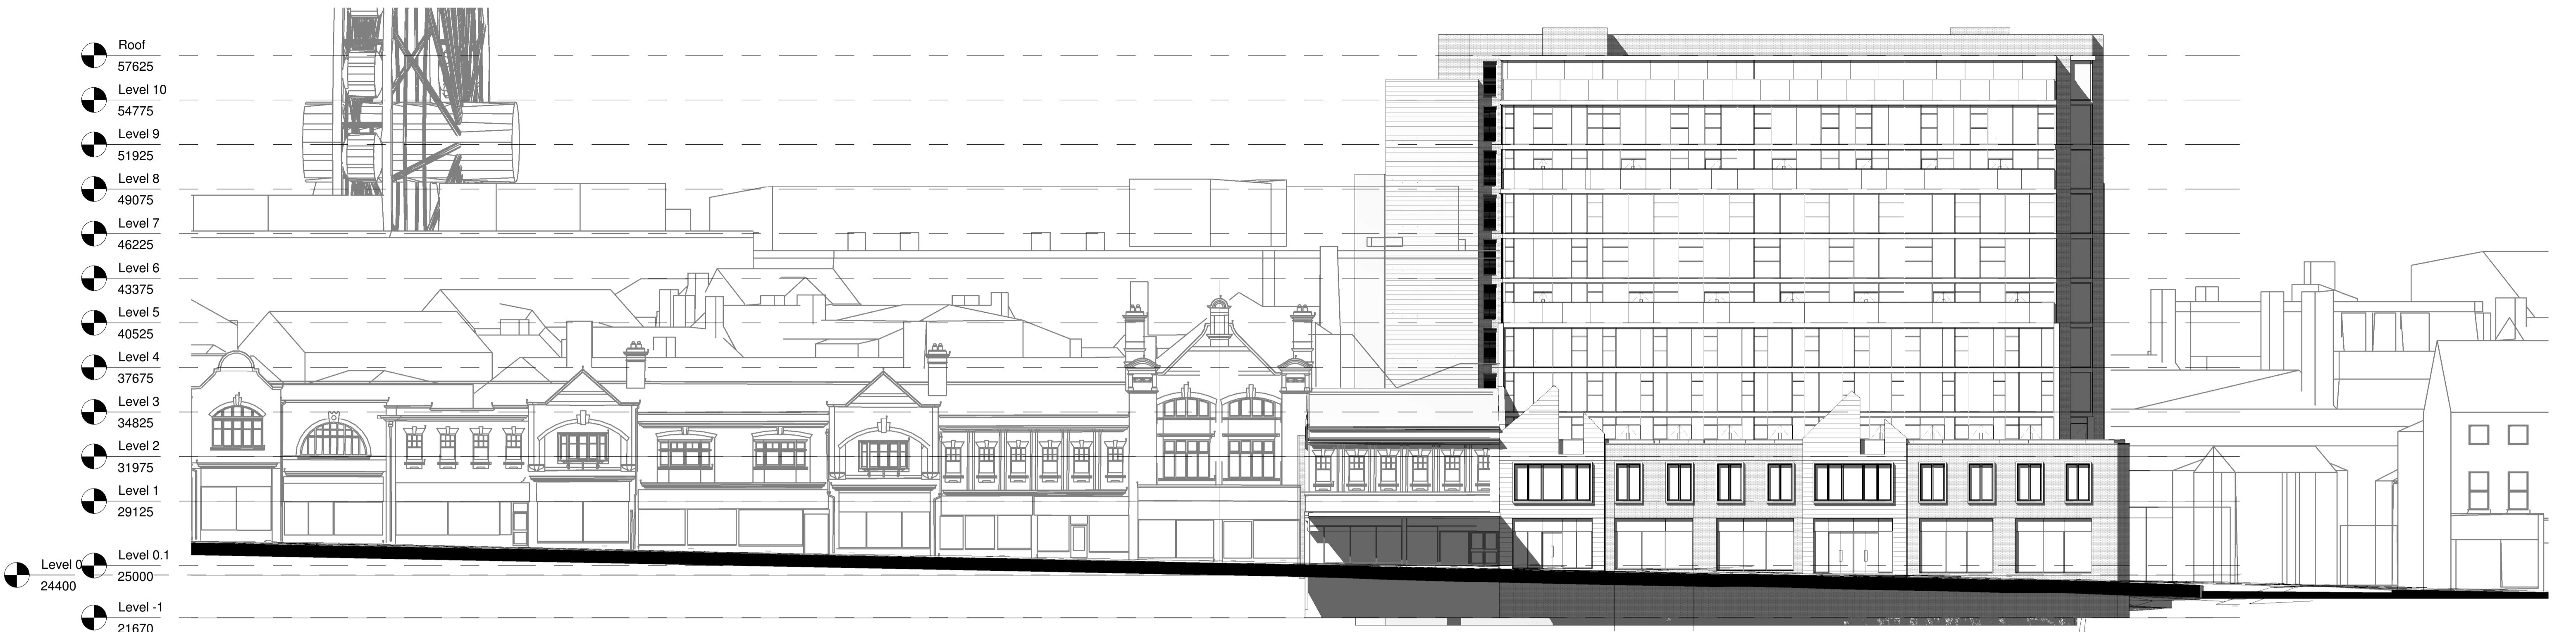 Roof
57625
Level 10
54775
Level 9
51925
Level 8
49075
Level 7
46225
Level 6
43375
Level 5
40525
Level 4
37675
Level 3
34825
Level 2
31975
Level 1
29125
Level 0.1
25000
Level 0
24400
Level -1
21670